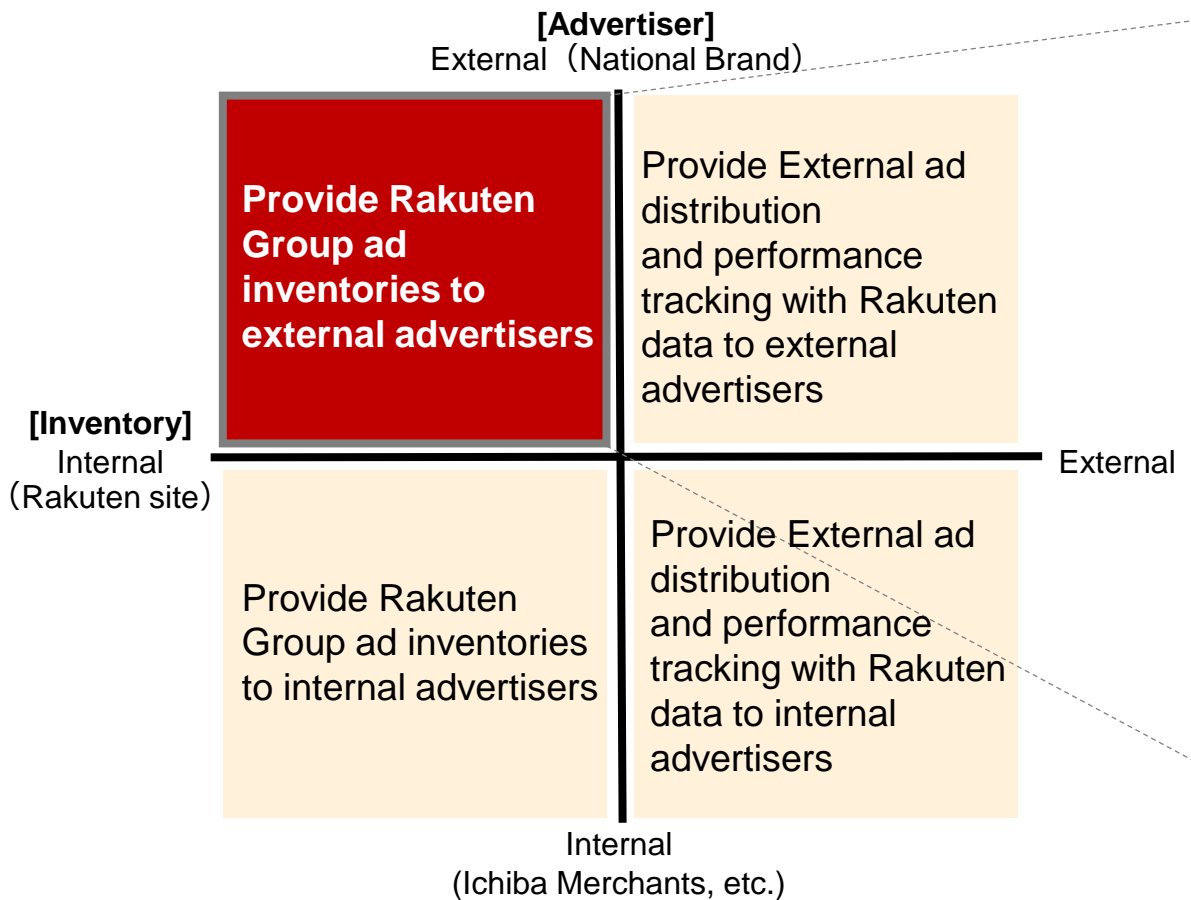 [Advertiser]
External（National Brand）
Provide Rakuten
Group ad
inventories to
external advertisers
Provide External ad
distribution
and performance
tracking with Rakuten
data to external
advertisers
[Inventory]
Internal
（Rakuten site）
External
Provide Rakuten
Group ad inventories
to internal advertisers
Provide External ad
distribution
and performance
tracking with Rakuten
data to internal
advertisers
Internal
(Ichiba Merchants, etc.)